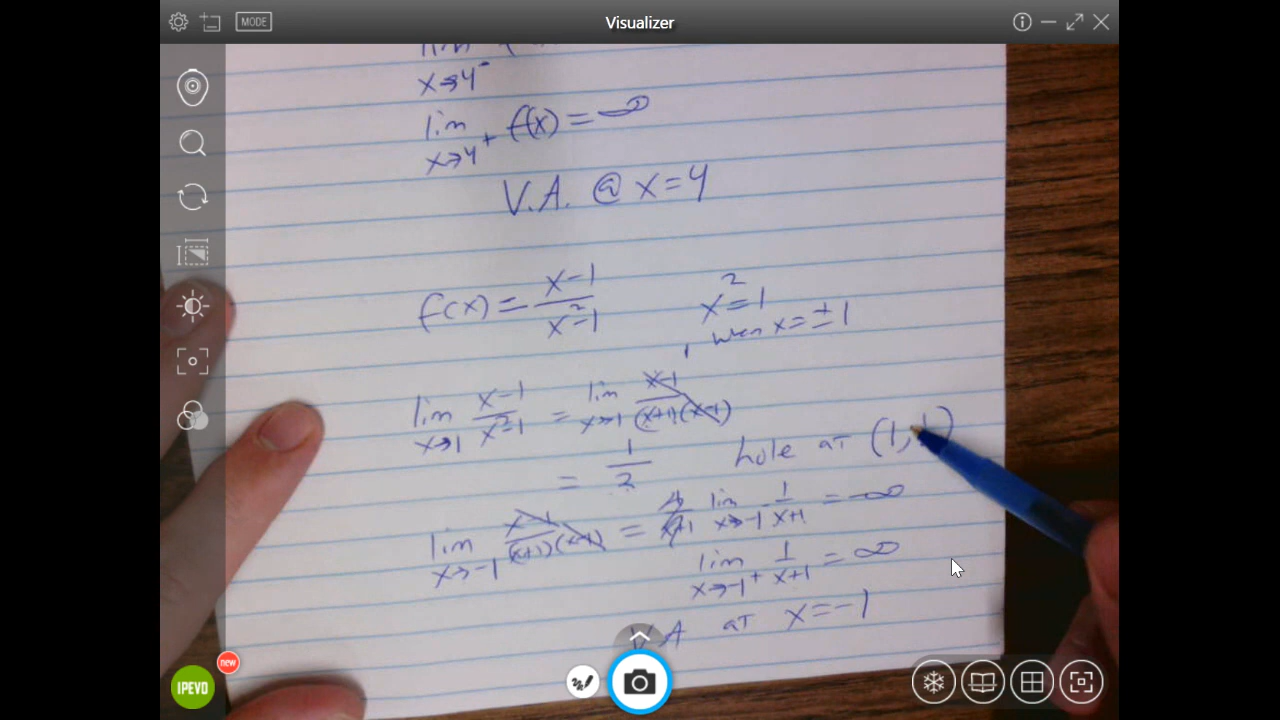 MODE
Visualizer
lim
x→4⁻
lim f(x) = ∞
x→4⁺
V.A. @ x=4
f(x) = (x-1)/(x²-1)
x²=1
, when x=±1
lim x→1 (x-1)/(x²-1) = lim x→1 (x-1)/((x+1)(x-1))
= 1/2
hole at (1,
lim x→-1 (x-1)/((x+1)(x-1)) = lim x→-1 1/(x+1) = -∞
lim x→-1⁺ 1/(x+1) = ∞
VA at x=-1
new
IPEVO